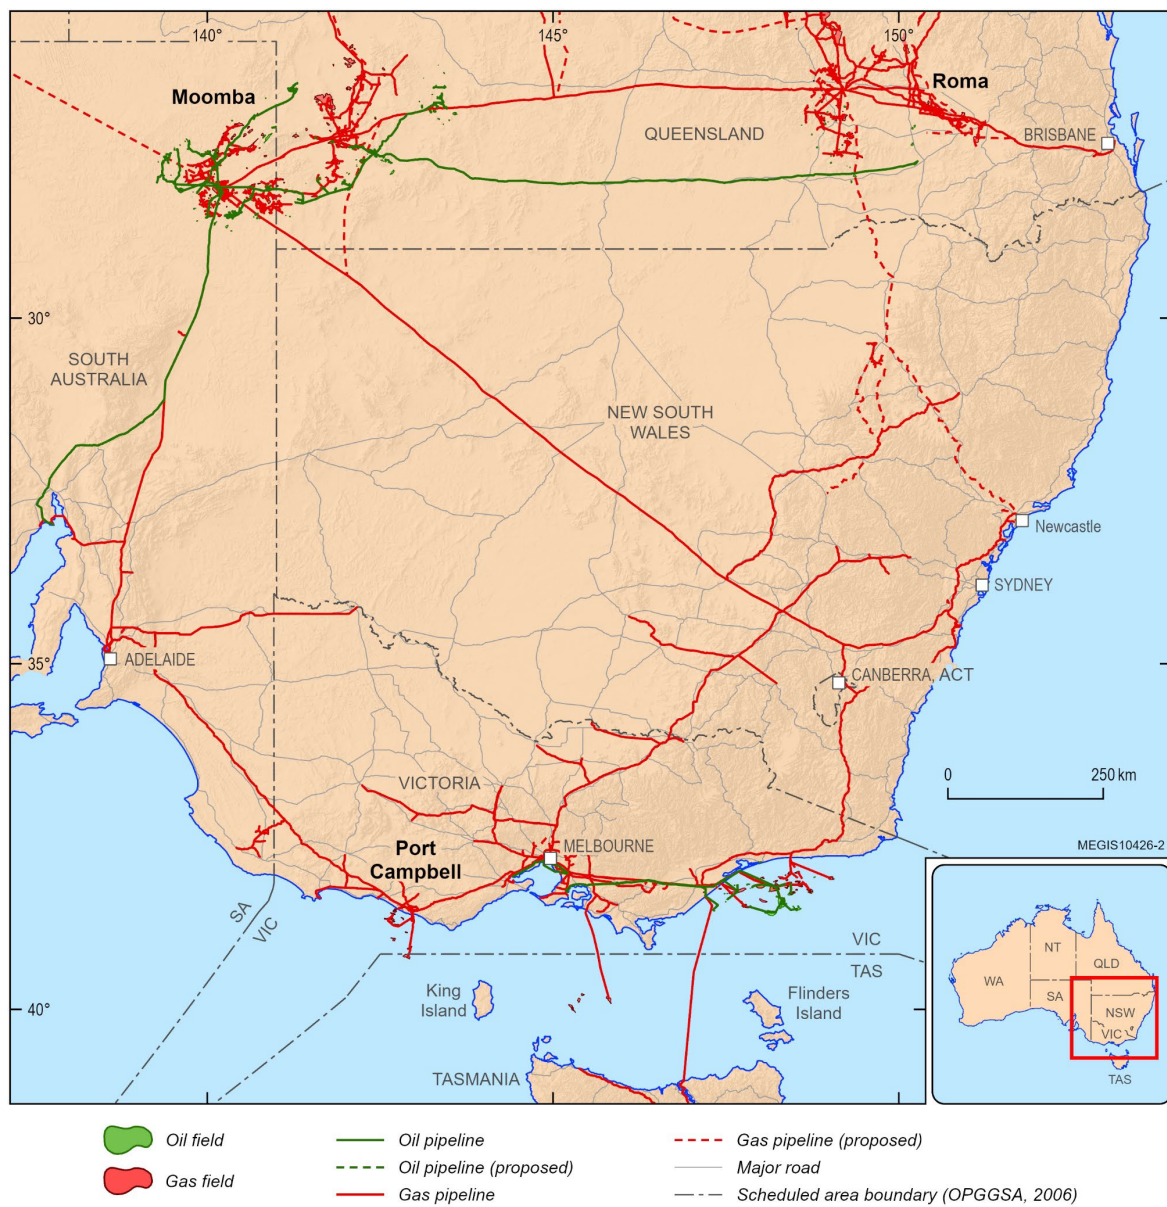 140°
145°
150°
Moomba
Roma
QUEENSLAND
BRISBANE
30°
SOUTH
AUSTRALIA
NEW SOUTH
WALES
Newcastle
SYDNEY
35°
ADELAIDE
CANBERRA, ACT
0
250 km
VICTORIA
MEGIS10426-2
Port
Campbell
MELBOURNE
SA
VIC
VIC
TAS
King
Island
Flinders
Island
40°
TASMANIA
NT
QLD
WA
SA
NSW
VIC
TAS
Oil field
Gas field
Oil pipeline
Oil pipeline (proposed)
Gas pipeline
Gas pipeline (proposed)
Major road
Scheduled area boundary (OPGGSA, 2006)